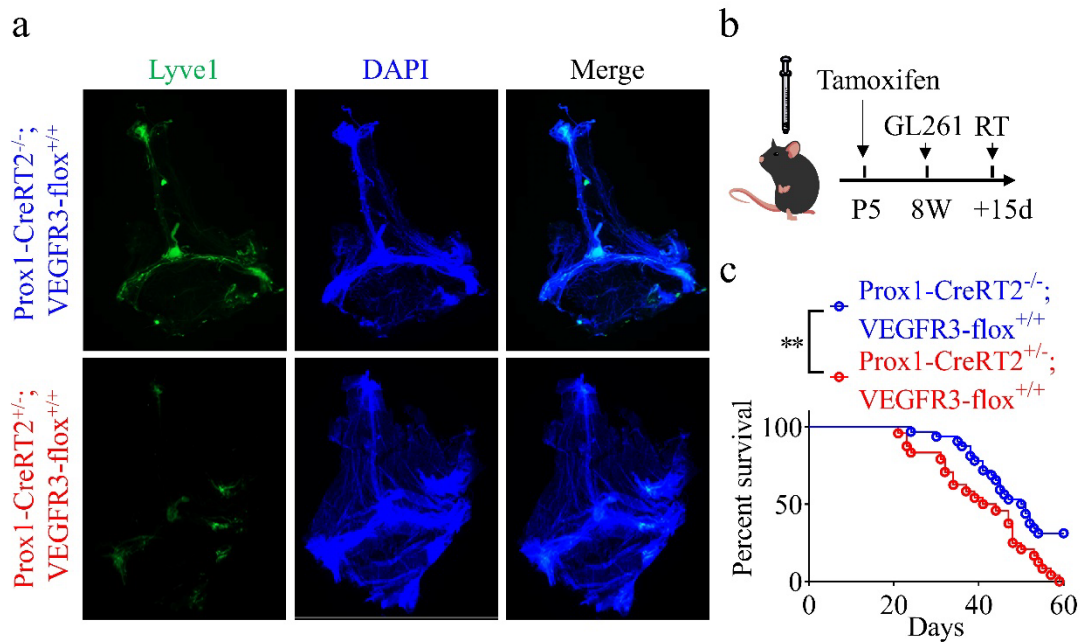 a
Lyve1 DAPI Merge
Prox1-CreRT2-/-;
VEGFR3-flox+/+
Prox1-CreRT2+/-;
VEGFR3-flox+/+
b
Tamoxifen
GL261 RT
P5 8W +15d
c
Prox1-CreRT2-/-;
VEGFR3-flox+/+
**
Prox1-CreRT2+/-;
VEGFR3-flox+/+
Percent survival
100
50
0
0 20 40 60
Days